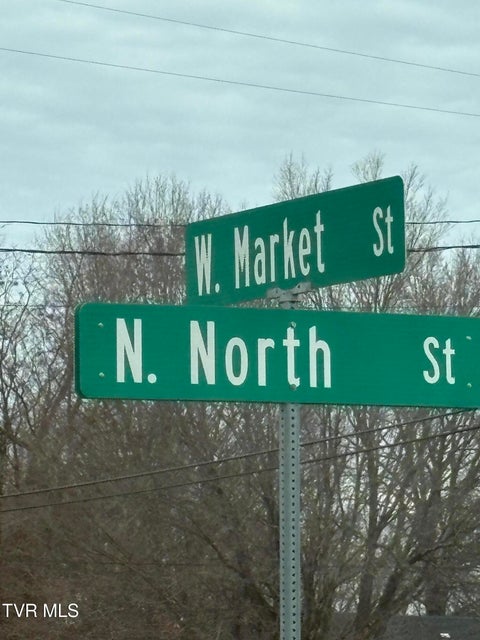 W. Market St
N. North St
TVR MLS